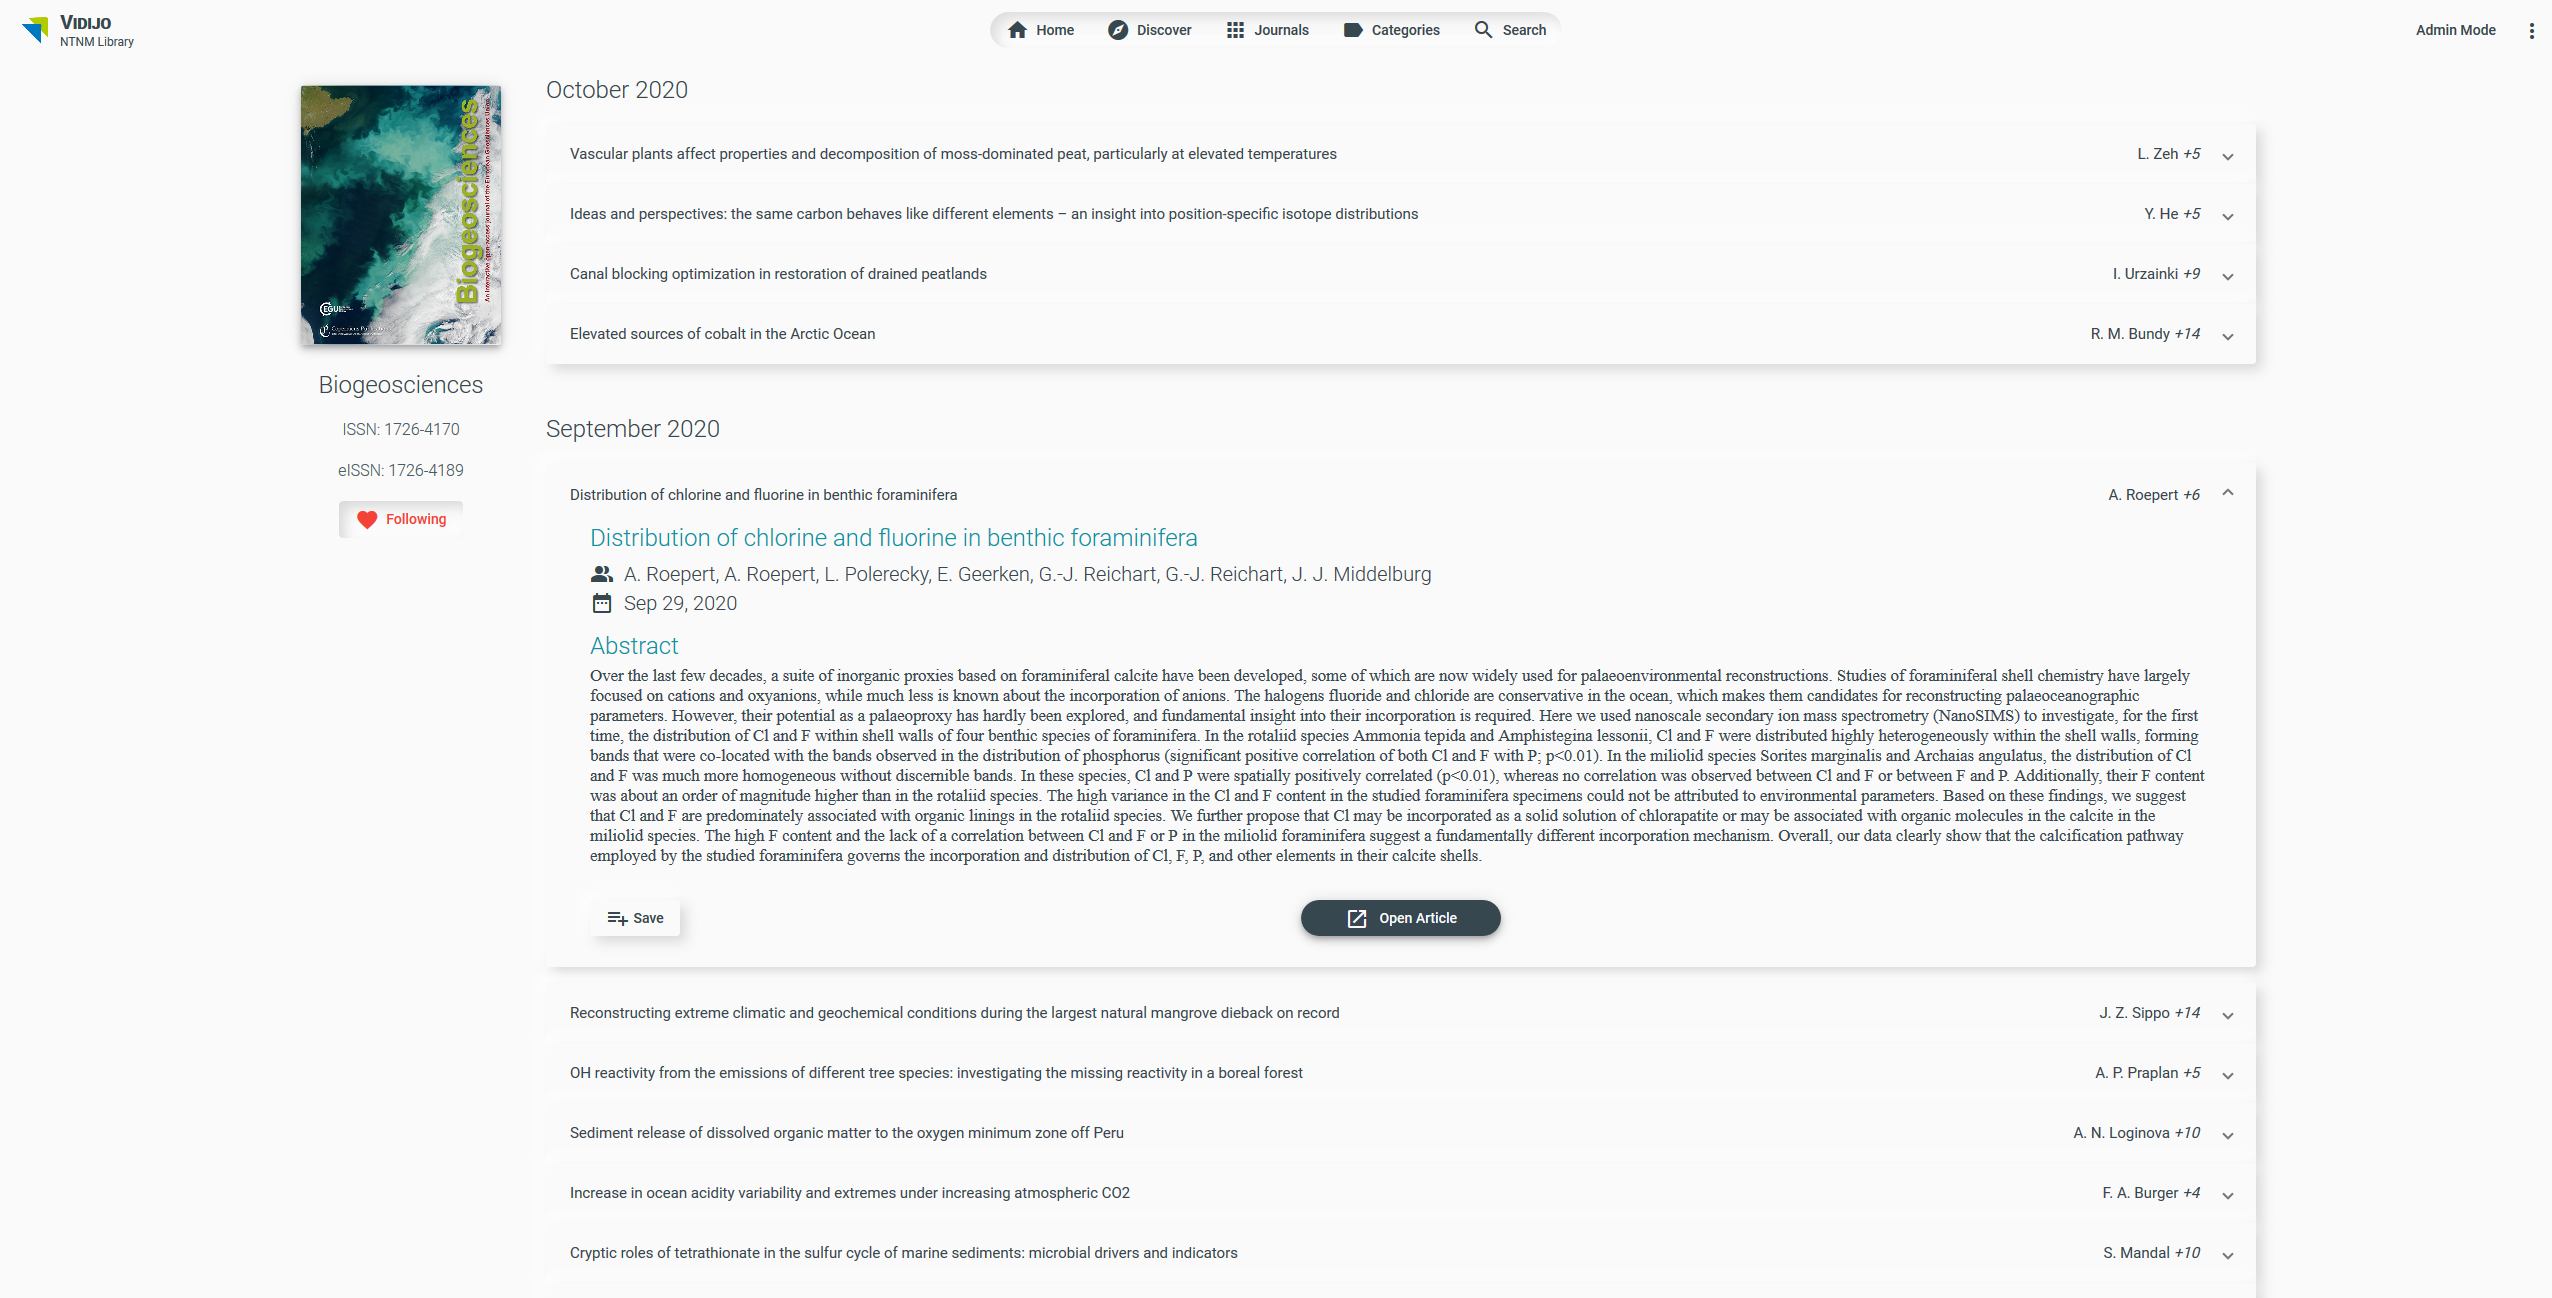 VIDIJO
NTNM Library
Home
Discover
Journals
Categories
Search
Admin Mode
Biogeosciences
An Interactive Open Access Journal of the European Geosciences Union
EGU
Copernicus Publications
Biogeosciences
ISSN: 1726-4170
eISSN: 1726-4189
Following
October 2020
Vascular plants affect properties and decomposition of moss-dominated peat, particularly at elevated temperatures
L. Zeh +5
Ideas and perspectives: the same carbon behaves like different elements – an insight into position-specific isotope distributions
Y. He +5
Canal blocking optimization in restoration of drained peatlands
I. Urzainki +9
Elevated sources of cobalt in the Arctic Ocean
R. M. Bundy +14
September 2020
Distribution of chlorine and fluorine in benthic foraminifera
A. Roepert +6
Distribution of chlorine and fluorine in benthic foraminifera
A. Roepert, A. Roepert, L. Polerecky, E. Geerken, G.-J. Reichart, G.-J. Reichart, J. J. Middelburg
Sep 29, 2020
Abstract
Over the last few decades, a suite of inorganic proxies based on foraminiferal calcite have been developed, some of which are now widely used for palaeoenvironmental reconstructions. Studies of foraminiferal shell chemistry have largely
focused on cations and oxyanions, while much less is known about the incorporation of anions. The halogens fluoride and chloride are conservative in the ocean, which makes them candidates for reconstructing palaeoceanographic
parameters. However, their potential as a palaeoproxy has hardly been explored, and fundamental insight into their incorporation is required. Here we used nanoscale secondary ion mass spectrometry (NanoSIMS) to investigate, for the first
time, the distribution of Cl and F within shell walls of four benthic species of foraminifera. In the rotaliid species Ammonia tepida and Amphistegina lessonii, Cl and F were distributed highly heterogeneously within the shell walls, forming
bands that were co-located with the bands observed in the distribution of phosphorus (significant positive correlation of both Cl and F with P; p<0.01). In the miliolid species Sorites marginalis and Archaias angulatus, the distribution of Cl
and F was much more homogeneous without discernible bands. In these species, Cl and P were spatially positively correlated (p<0.01), whereas no correlation was observed between Cl and F or between F and P. Additionally, their F content
was about an order of magnitude higher than in the rotaliid species. The high variance in the Cl and F content in the studied foraminifera specimens could not be attributed to environmental parameters. Based on these findings, we suggest
that Cl and F are predominately associated with organic linings in the rotaliid species. We further propose that Cl may be incorporated as a solid solution of chlorapatite or may be associated with organic molecules in the calcite in the
miliolid species. The high F content and the lack of a correlation between Cl and F or P in the miliolid foraminifera suggest a fundamentally different incorporation mechanism. Overall, our data clearly show that the calcification pathway
employed by the studied foraminifera governs the incorporation and distribution of Cl, F, P, and other elements in their calcite shells.
Save
Open Article
Reconstructing extreme climatic and geochemical conditions during the largest natural mangrove dieback on record
J. Z. Sippo +14
OH reactivity from the emissions of different tree species: investigating the missing reactivity in a boreal forest
A. P. Praplan +5
Sediment release of dissolved organic matter to the oxygen minimum zone off Peru
A. N. Loginova +10
Increase in ocean acidity variability and extremes under increasing atmospheric CO2
F. A. Burger +4
Cryptic roles of tetrathionate in the sulfur cycle of marine sediments: microbial drivers and indicators
S. Mandal +10